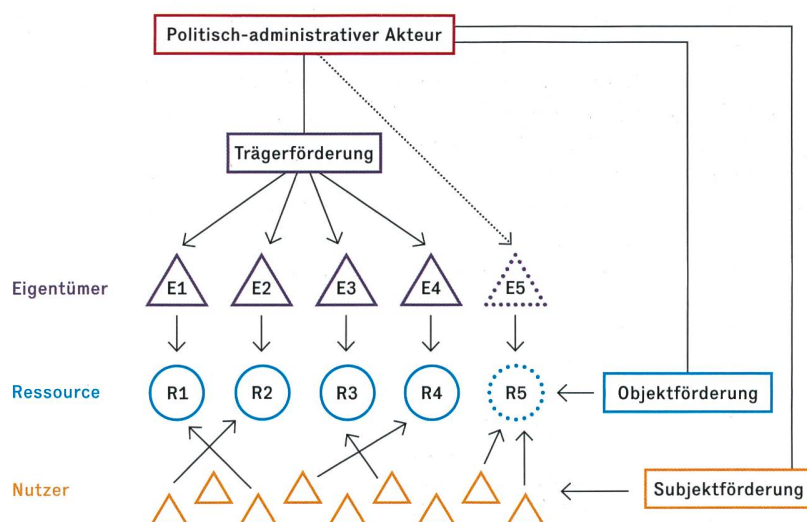 Politisch-administrativer Akteur
Trägerförderung
Eigentümer
E1 E2 E3 E4 E5
Ressource
R1 R2 R3 R4 R5
Objektförderung
Nutzer
Subjektförderung